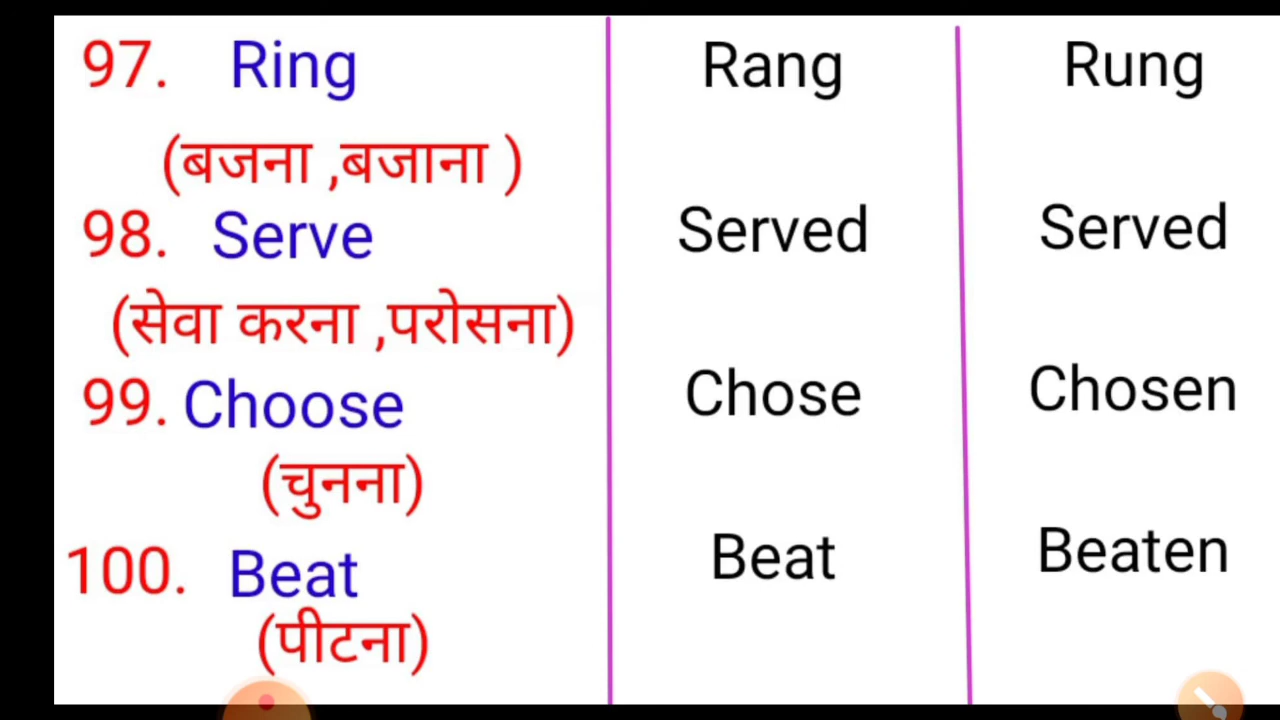 97. Ring Rang Rung
(बजना ,बजाना )
98. Serve Served Served
(सेवा करना ,परोसना)
99. Choose Chose Chosen
(चुनना)
100. Beat Beat Beaten
(पीटना)